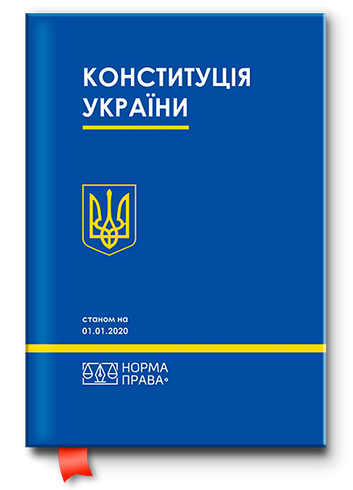 КОНСТИТУЦІЯ
УКРАЇНИ
станом на
01.01.2020
НОРМА
ПРАВА®